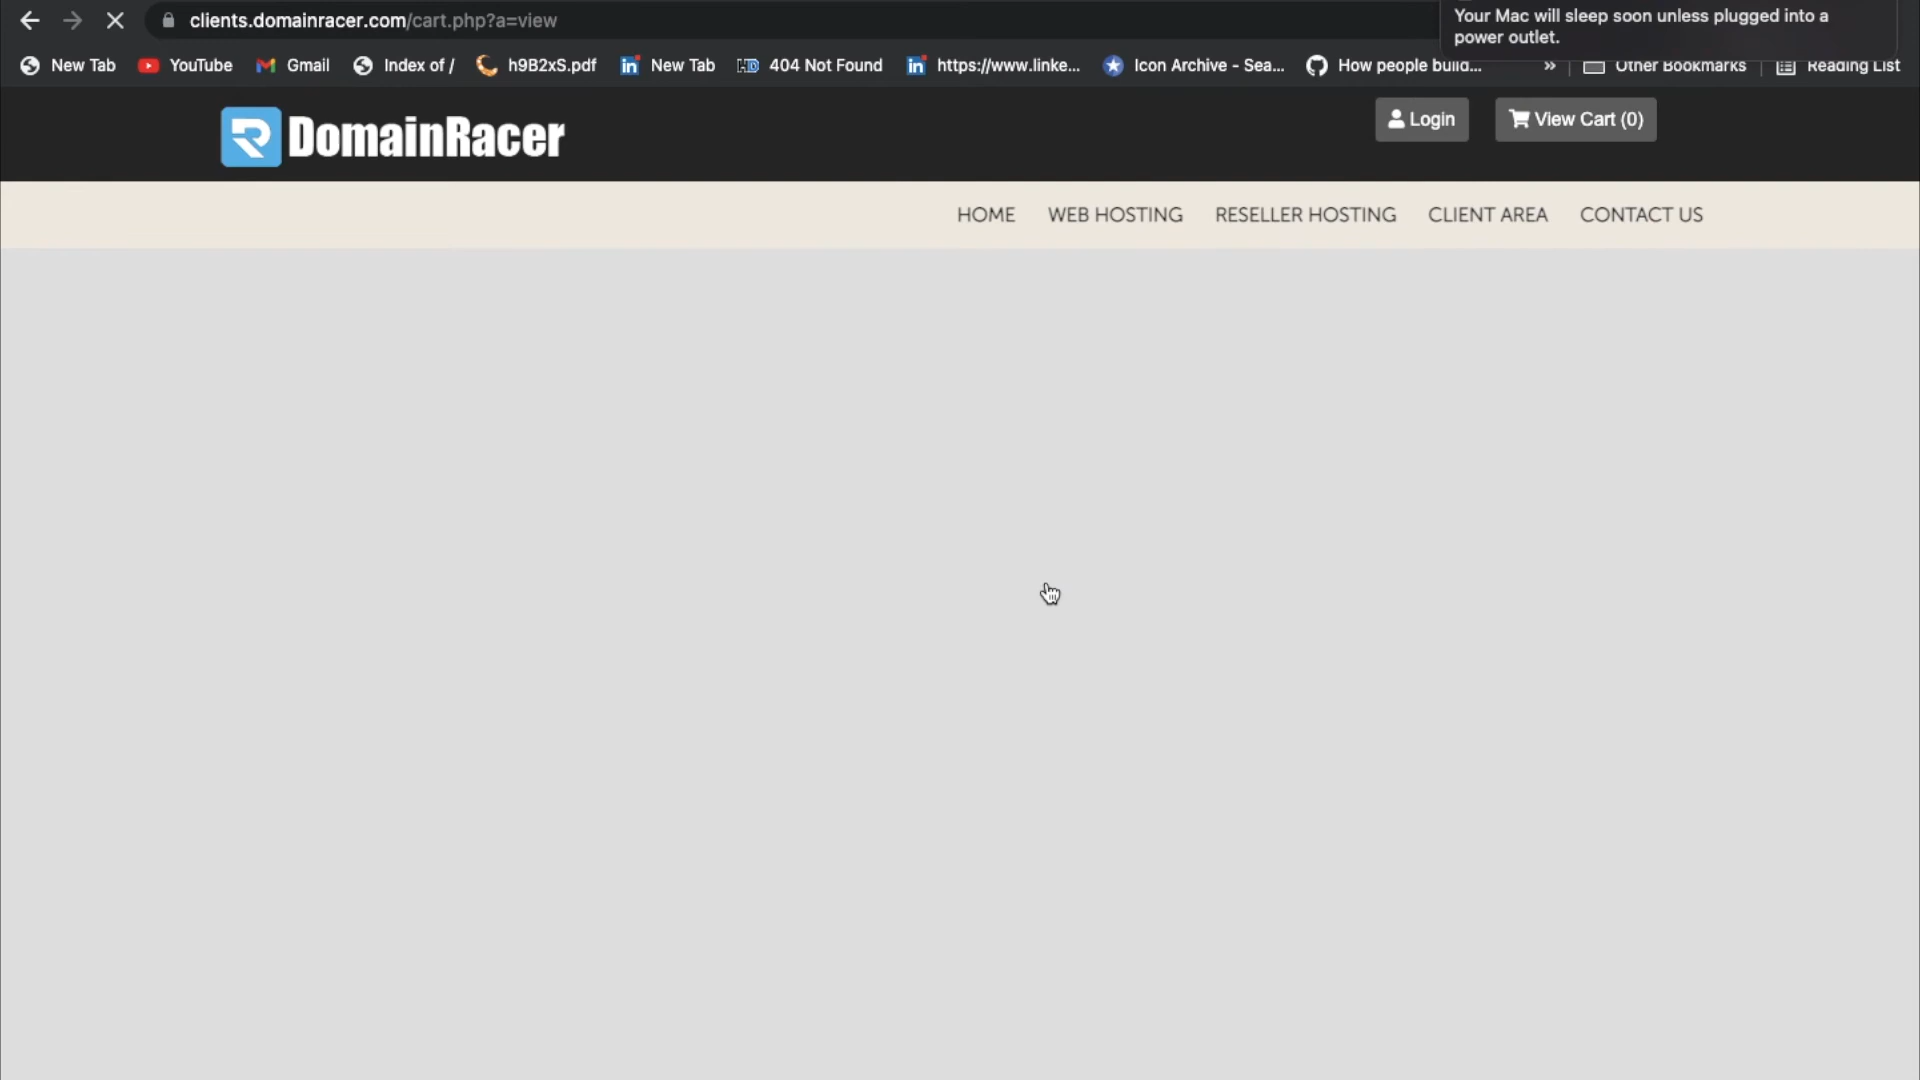 clients.domainracer.com/cart.php?a=view
Your Mac will sleep soon unless plugged into a
power outlet.
New Tab YouTube Gmail Index of / h9B2xS.pdf New Tab 404 Not Found https://www.linke... Icon Archive - Sea... How people build... » Other Bookmarks Reading List
DomainRacer
Login View Cart (0)
HOME WEB HOSTING RESELLER HOSTING CLIENT AREA CONTACT US